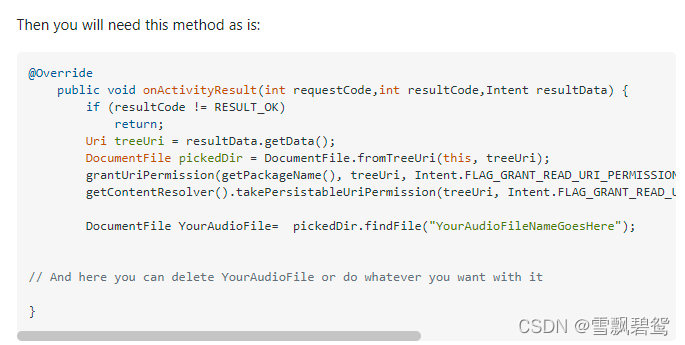 Then you will need this method as is:
@Override
public void onActivityResult(int requestCode,int resultCode,Intent resultData) {
if (resultCode != RESULT_OK)
return;
Uri treeUri = resultData.getData();
DocumentFile pickedDir = DocumentFile.fromTreeUri(this, treeUri);
grantUriPermission(getPackageName(), treeUri, Intent.FLAG_GRANT_READ_URI_PERMISSION
getContentResolver().takePersistableUriPermission(treeUri, Intent.FLAG_GRANT_READ_U
DocumentFile YourAudioFile= pickedDir.findFile("YourAudioFileNameGoesHere");
// And here you can delete YourAudioFile or do whatever you want with it
}
CSDN @雪飘碧鸳